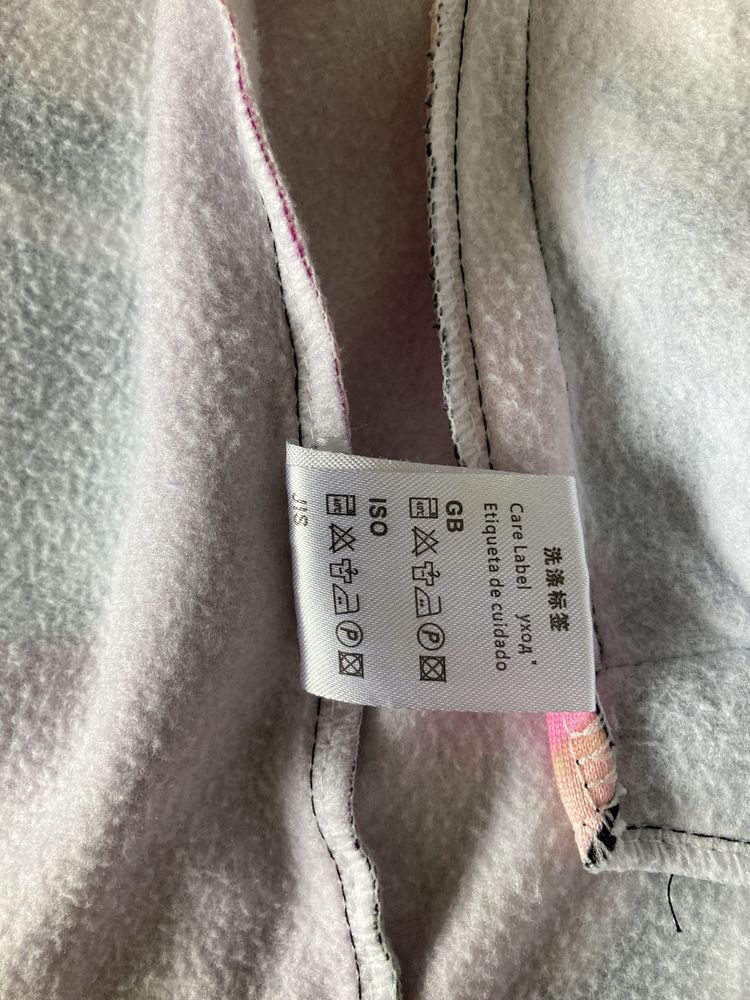 洗涤标签
Care Label уход.
Etiqueta de cuidado
GB
ISO
JIS